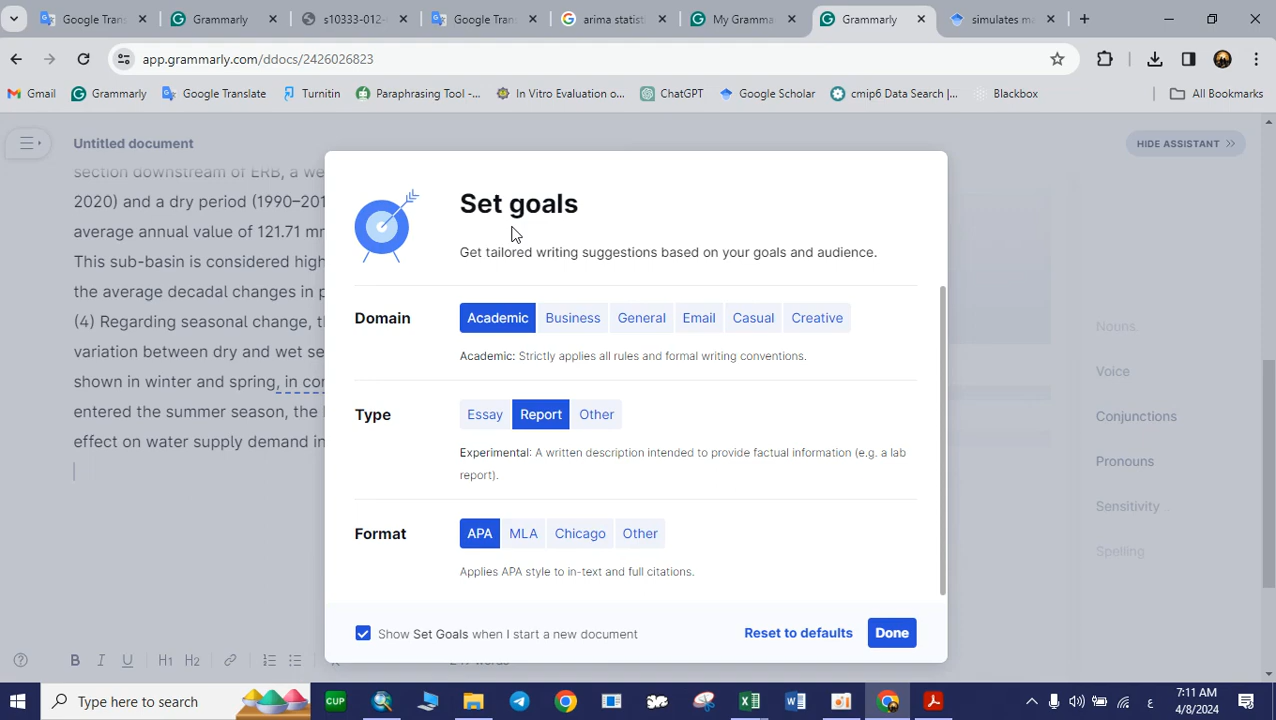 Google Tran
Grammarly
s10333-012-
Google Tran
arima statist
My Gramma
Grammarly
simulates ma
app.grammarly.com/ddocs/2426026823
Gmail
Grammarly
Google Translate
Turnitin
Paraphrasing Tool -...
In Vitro Evaluation o...
ChatGPT
Google Scholar
cmip6 Data Search |...
Blackbox
All Bookmarks
Untitled document
HIDE ASSISTANT
section downstream of ERB, a we
2020) and a dry period (1990–201
average annual value of 121.71 mm
This sub-basin is considered high
the average decadal changes in p
(4) Regarding seasonal change, th
variation between dry and wet se
shown in winter and spring, in con
entered the summer season, the
effect on water supply demand in
Set goals
Get tailored writing suggestions based on your goals and audience.
Domain
Academic Business General Email Casual Creative
Academic: Strictly applies all rules and formal writing conventions.
Type
Essay Report Other
Experimental: A written description intended to provide factual information (e.g. a lab
report).
Format
APA MLA Chicago Other
Applies APA style to in-text and full citations.
Show Set Goals when I start a new document
Reset to defaults
Done
Nouns
Voice
Conjunctions
Pronouns
Sensitivity
Spelling
B I U H1 H2
words
Type here to search
CUP
ع
7:11 AM
4/8/2024